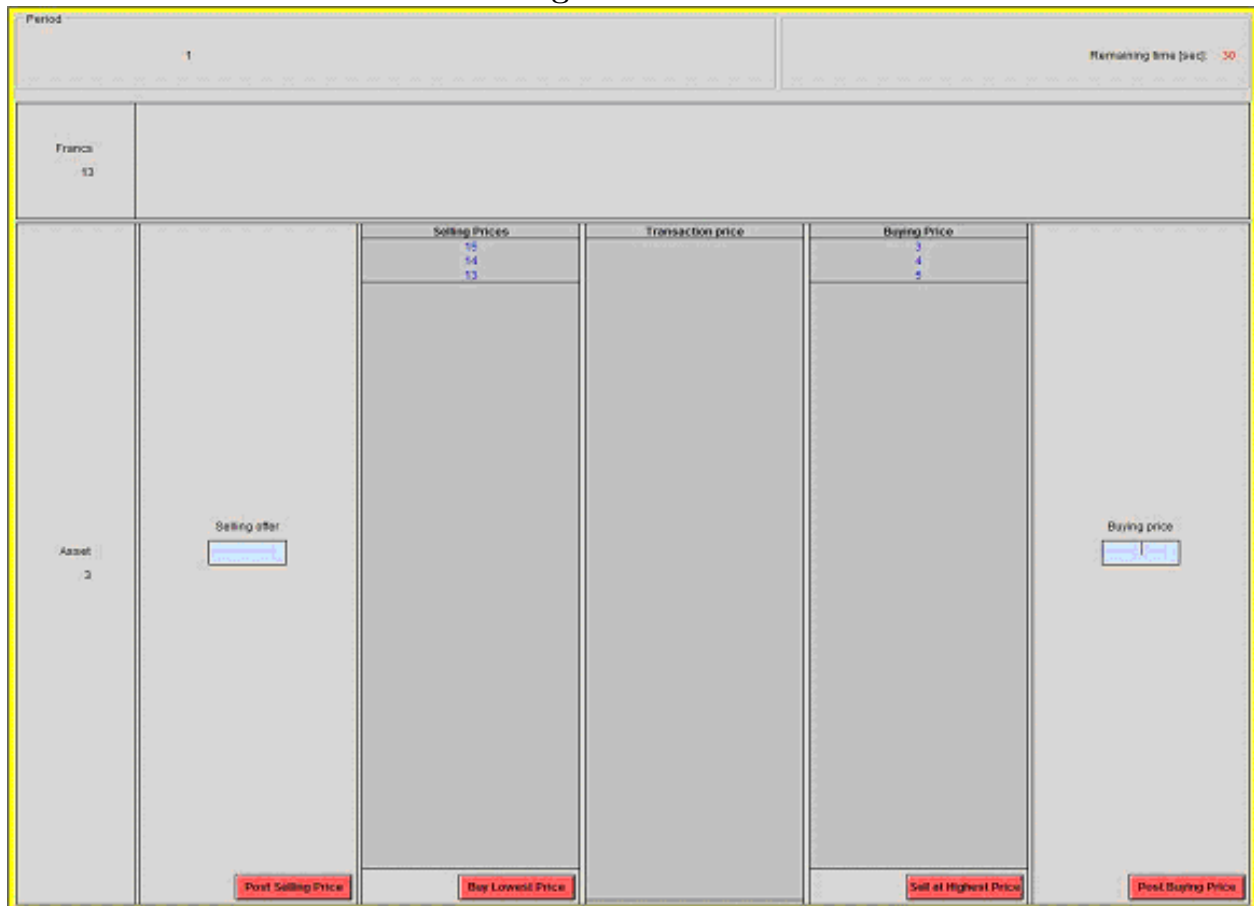 Period
1
Remaining time [sec]: 30
Francs
13
Selling Prices
15
14
13
Transaction price
Buying Price
3
4
5
Selling offer
Buying price
Asset
Post Selling Price
Buy Lowest Price
Sell at Highest Price
Post Buying Price